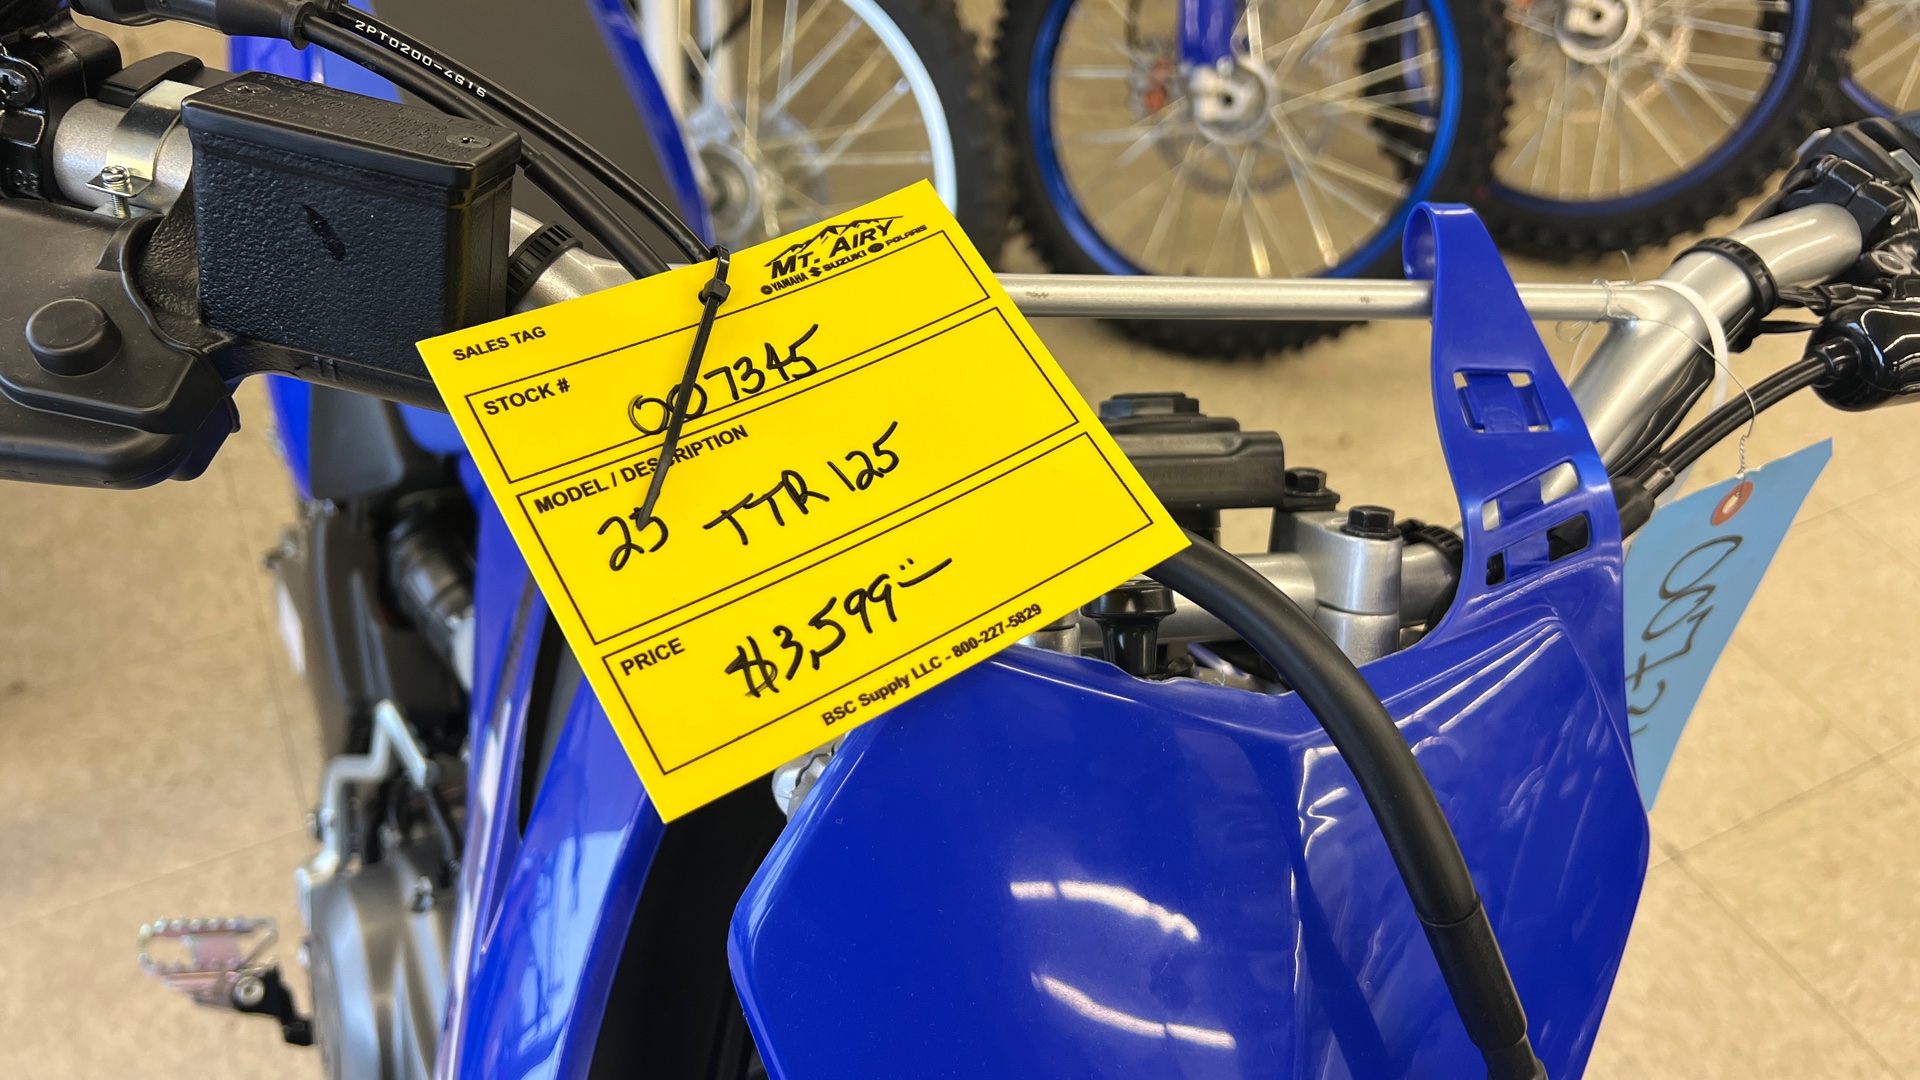 2PT0200-4G16
MT. AIRY
YAMAHA SUZUKI POLARIS
SALES TAG
STOCK #
007345
MODEL / DESCRIPTION
25 TTR 125
PRICE
$3,599
BSC Supply LLC - 800-227-5829